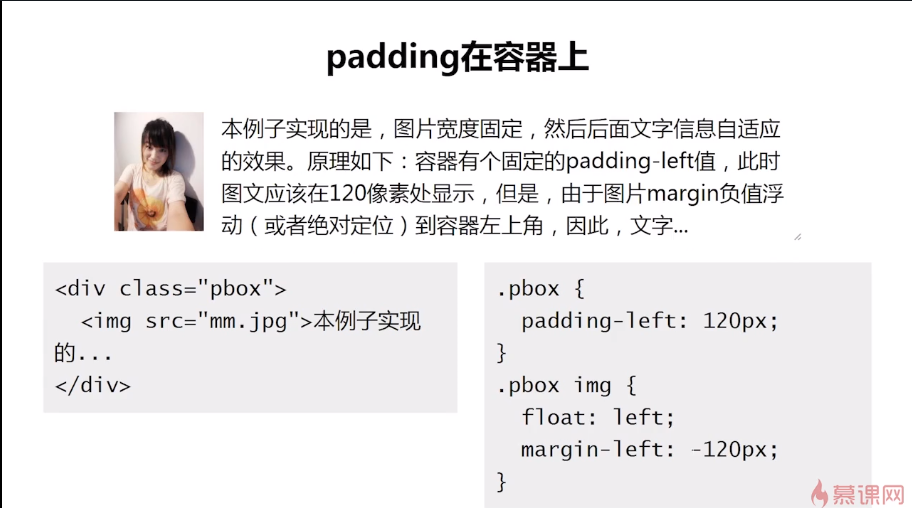 padding在容器上
本例子实现的是，图片宽度固定，然后后面文字信息自适应
的效果。原理如下：容器有个固定的padding-left值，此时
图文应该在120像素处显示，但是，由于图片margin负值浮
动（或者绝对定位）到容器左上角，因此，文字...
<div class="pbox">
  <img src="mm.jpg">本例子实现
的...
</div>
.pbox {
  padding-left: 120px;
}
.pbox img {
  float: left;
  margin-left: -120px;
}
慕课网